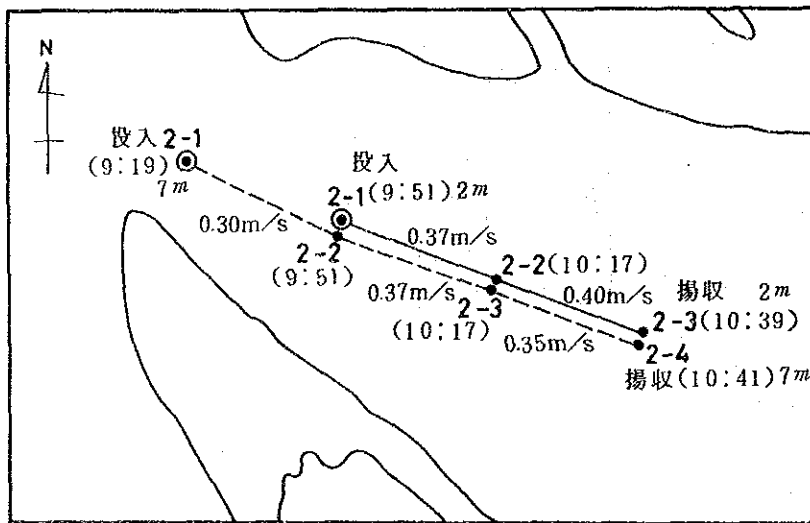 N
投入 2-1
(9:19)
7m
投入
2-1(9:51)2m
0.30m/s
0.37m/s
2-2
(9:51)
2-2(10:17)
0.37m/s
0.40m/s
揚収 2m
2-3
(10:17)
2-3(10:39)
0.35m/s
2-4
揚収(10:41)7m